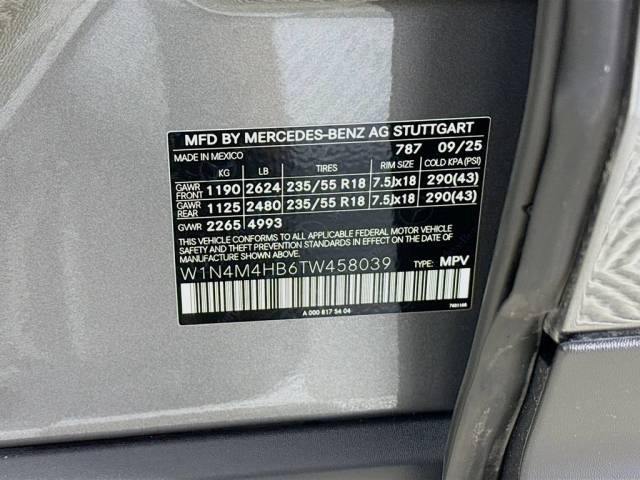 MFD BY MERCEDES-BENZ AG STUTTGART
MADE IN MEXICO 787 09/25
KG LB TIRES RIM SIZE COLD KPA (PSI)
GAWR FRONT 1190 2624 235/55 R18 7.5Jx18 290(43)
GAWR REAR 1125 2480 235/55 R18 7.5Jx18 290(43)
GVWR 2265 4993
THIS VEHICLE CONFORMS TO ALL APPLICABLE FEDERAL MOTOR VEHICLE
SAFETY STANDARDS IN EFFECT ON THE DATE OF MANUFACTURE SHOWN ABOVE.
W1N4M4HB6TW458039 TYPE: MPV
A 000 817 54 04